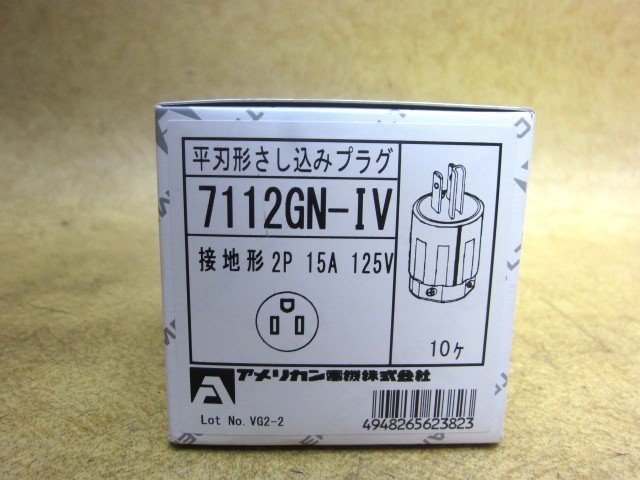 平刃形さし込みプラグ
7112GN-IV
接地形 2P 15A 125V
10ヶ
アメリカン電機株式会社
Lot No. VG2-2
4948265623823